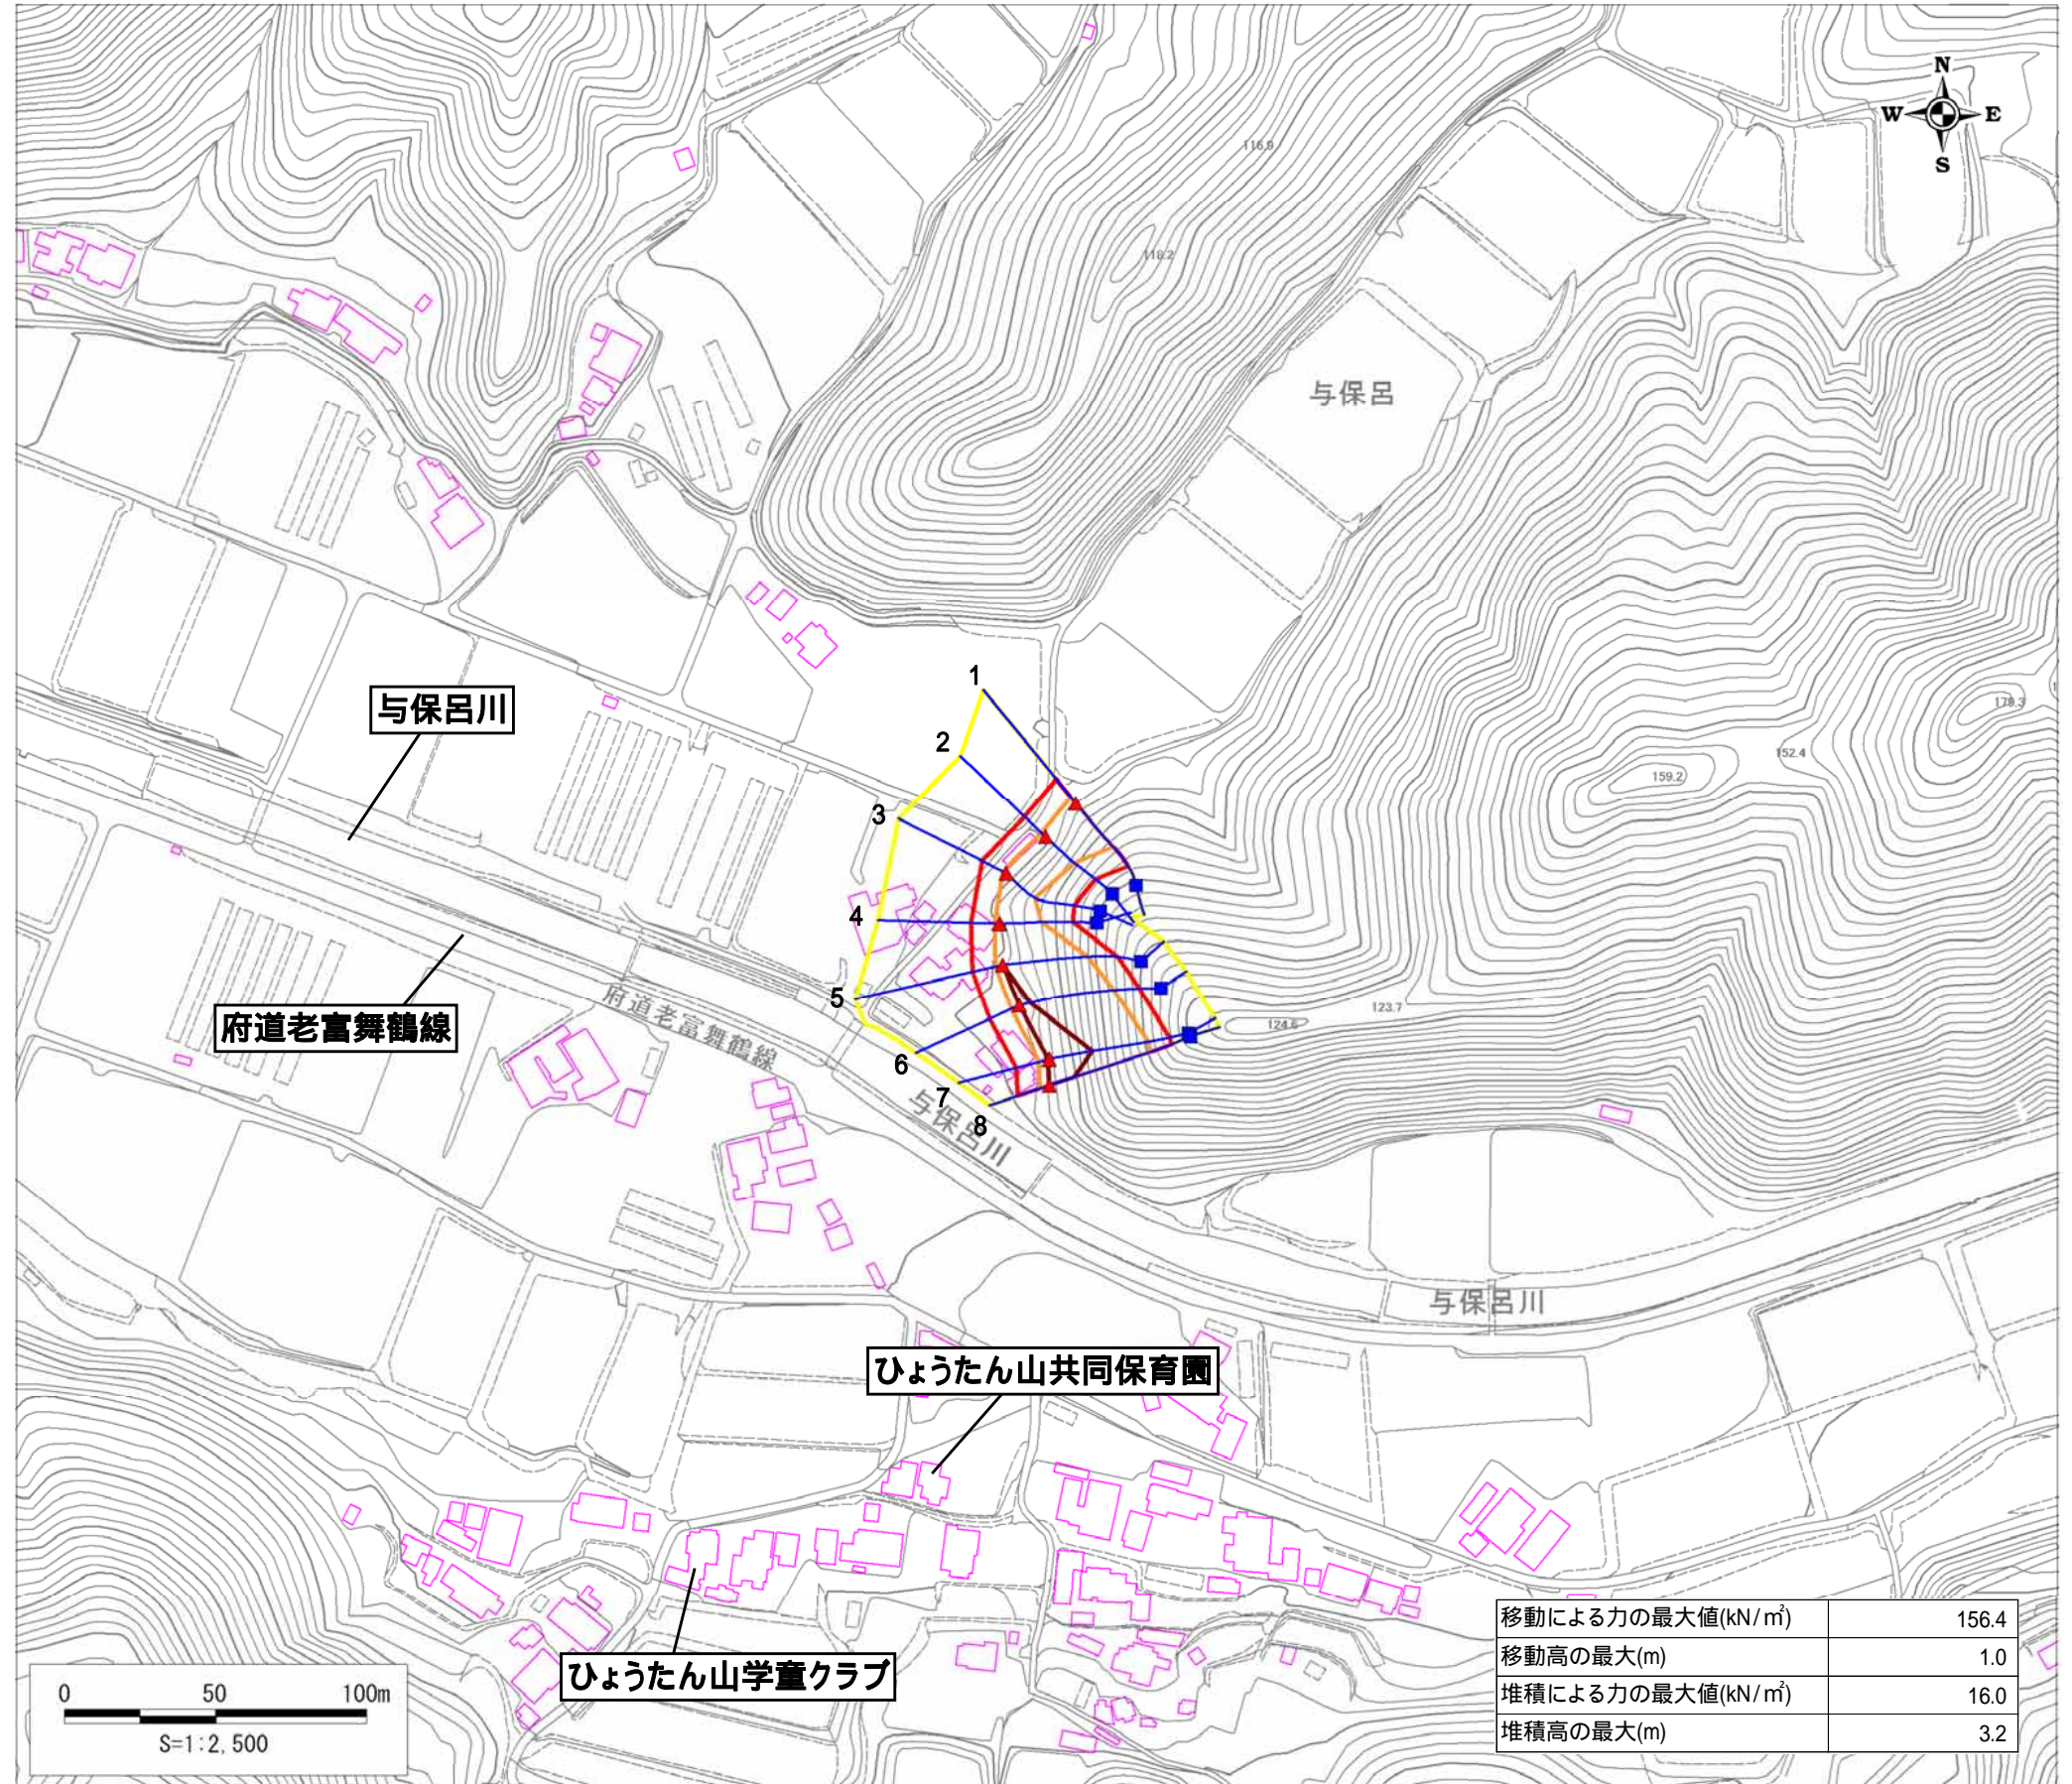 N
W E
S
116.9
118.2
与保呂
178.3
152.4
159.2
1
与保呂川
2
3
4
5
府道老富舞鶴線
府道老富舞鶴線
123.7
124.6
6
7
与保呂川
8
与保呂川
ひょうたん山共同保育園
ひょうたん山学童クラブ
移動による力の最大値(kN/㎡) 156.4
移動高の最大(m) 1.0
堆積による力の最大値(kN/㎡) 16.0
堆積高の最大(m) 3.2
0 50 100m
S=1:2,500